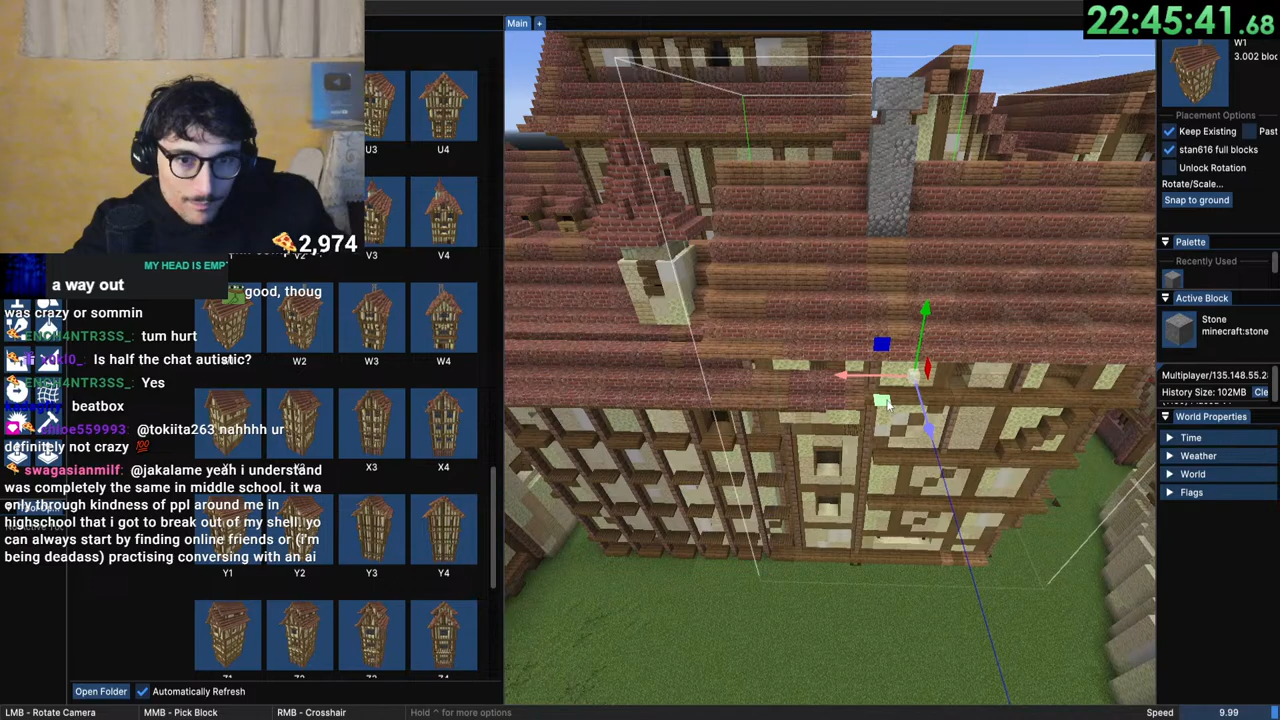 22:45:41.68
Main
+
W1
3.002 bloc
Placement Options
Keep Existing
Past
stan616 full blocks
Unlock Rotation
Rotate/Scale...
Snap to ground
Palette
Recently Used
Active Block
Stone
minecraft:stone
Multiplayer/135.148.55.2
History Size: 102MB
Cle
World Properties
Time
Weather
World
Flags
U3
U4
V3
V4
W2
W3
W4
X3
X4
Y1
Y2
Y3
Y4
2,974
MY HEAD IS EMP
a way out
good, thoug
was crazy or sommin
tum hurt
Is half the chat autistic?
Yes
beatbox
@tokiita263 nahhhh ur
definitely not crazy 💯
swagasianmilf: @jakalame yeah i understand
was completely the same in middle school. it wa
only through kindness of ppl around me in
highschool that i got to break out of my shell. yo
can always start by finding online friends or (i'm
being deadass) practising conversing with an ai
Open Folder
Automatically Refresh
LMB - Rotate Camera
MMB - Pick Block
RMB - Crosshair
Hold ^ for more options
Speed
9.99